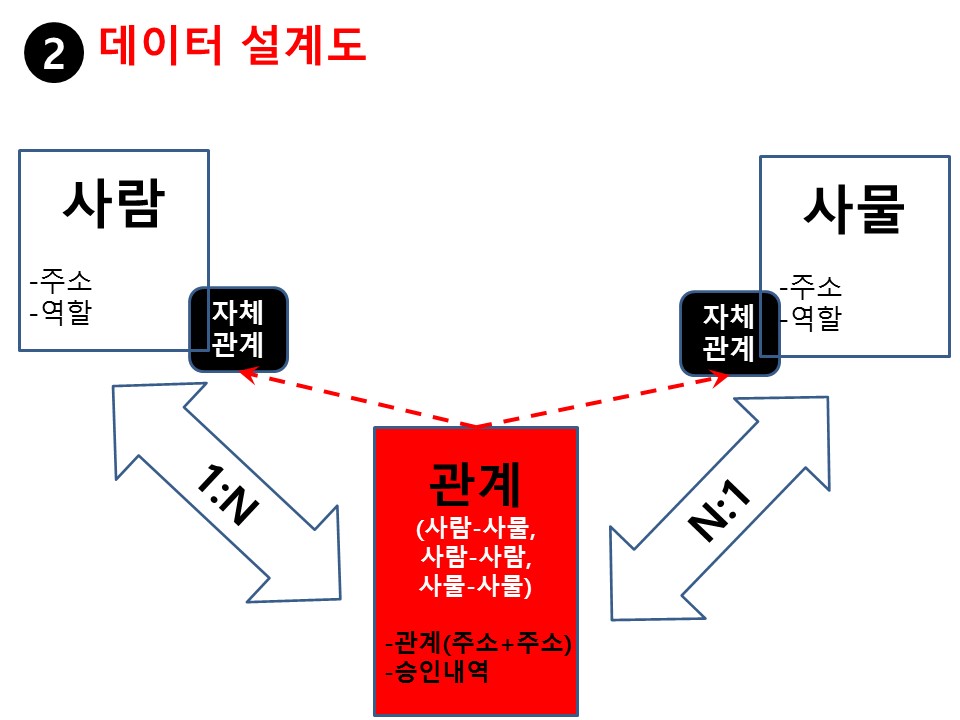 2 데이터 설계도
사람
-주소
-역할
자체
관계
사물
-주소
-역할
자체
관계
1:N
N:1
관계
(사람-사물,
사람-사람,
사물-사물)
-관계(주소+주소)
-승인내역